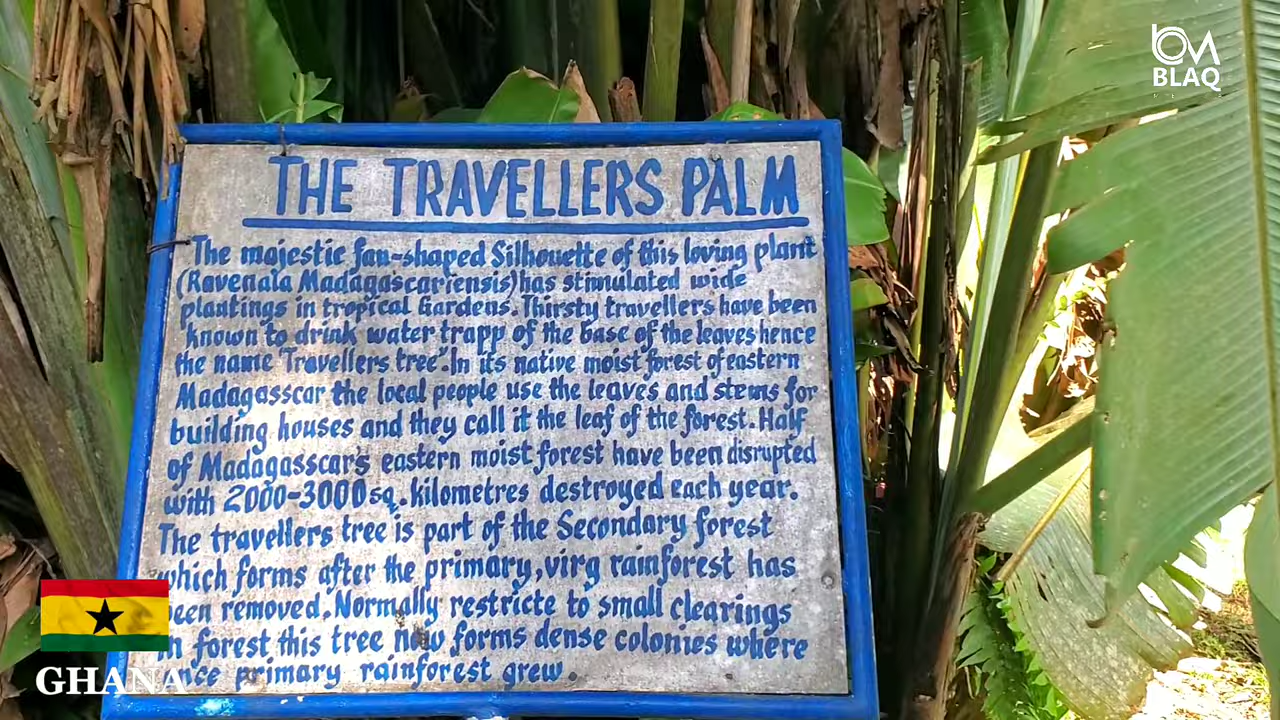 THE TRAVELLERS PALM
The majestic fan-shaped Silhouette of this loving plant
(Ravenala Madagascariensis) has stimulated wide
plantings in tropical Gardens. Thirsty travellers have been
known to drink water trapp of the base of the leaves hence
the name 'Travellers tree'. In its native moist forest of eastern
Madagasscar the local people use the leaves and stems for
building houses and they call it the leaf of the forest. Half
of Madagasscar's eastern moist forest have been disrupted
with 2000-3000 sq. kilometres destroyed each year.
The travellers tree is part of the Secondary forest
which forms after the primary, virg rainforest has
been removed. Normally restricte to small clearings
in forest this tree now forms dense colonies where
once primary rainforest grew.
BM
BLAQ
GHANA